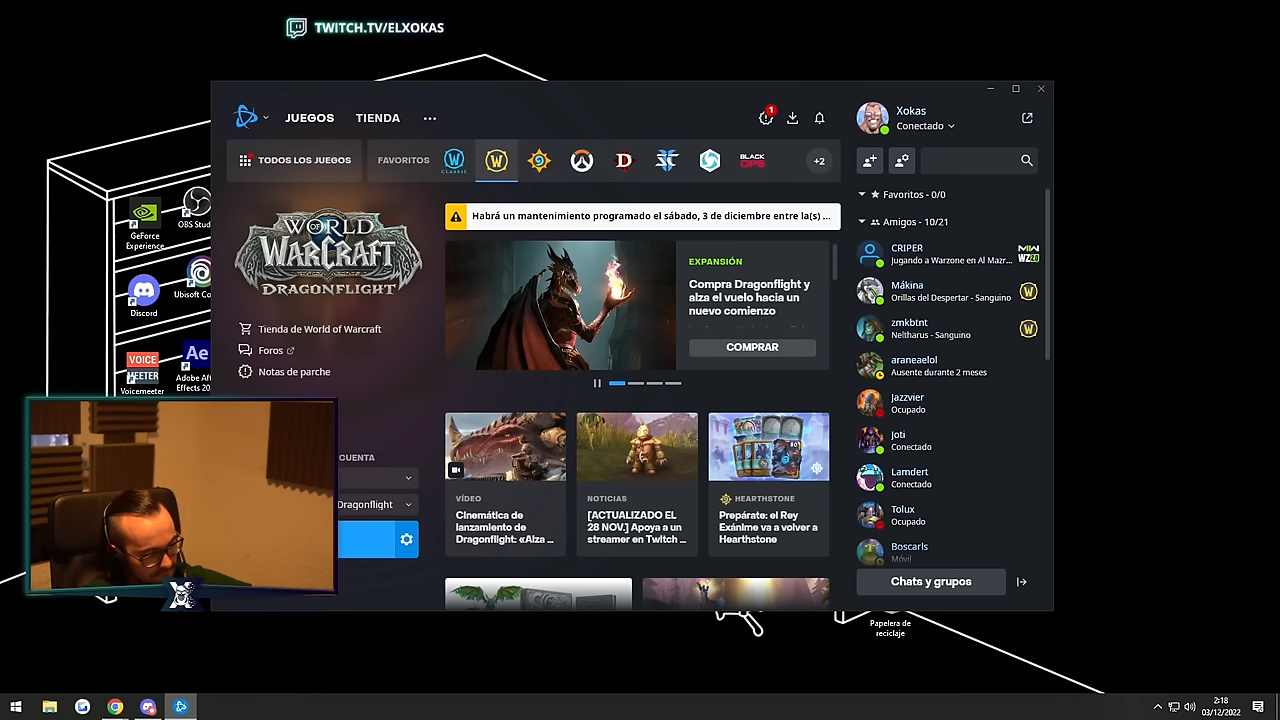 TWITCH.TV/ELXOKAS
JUEGOS
TIENDA
1
Xokas
Conectado
TODOS LOS JUEGOS
FAVORITOS
CLASSIC
BLACK
OPS
+2
Favoritos - 0/0
Amigos - 10/21
CRIPER
Jugando a Warzone en Al Mazr...
Mákina
Orillas del Despertar - Sanguino
zmkbtnt
Neltharus - Sanguino
araneaelol
Ausente durante 2 meses
Jazzvier
Ocupado
Joti
Conectado
Lamdert
Conectado
Tolux
Ocupado
Boscarls
Móvil
Chats y grupos
WORLD
OF
WARCRAFT
DRAGONFLIGHT
Tienda de World of Warcraft
Foros
Notas de parche
Habrá un mantenimiento programado el sábado, 3 de diciembre entre la(s) ...
EXPANSIÓN
Compra Dragonflight y
alza el vuelo hacia un
nuevo comienzo
COMPRAR
VÍDEO
Cinemática de
lanzamiento de
Dragonflight: «Alza ...
NOTICIAS
[ACTUALIZADO EL
28 NOV.] Apoya a un
streamer en Twitch ...
HEARTHSTONE
Prepárate: el Rey
Exánime va a volver a
Hearthstone
CUENTA
Dragonflight
GeForce
Experience
OBS Stud
Discord
Ubisoft Co
VOICE
MEETER
Voicemeeter
Ae
Adobe Aft
Effects 20
Papelera de
reciclaje
2:18
03/12/2022